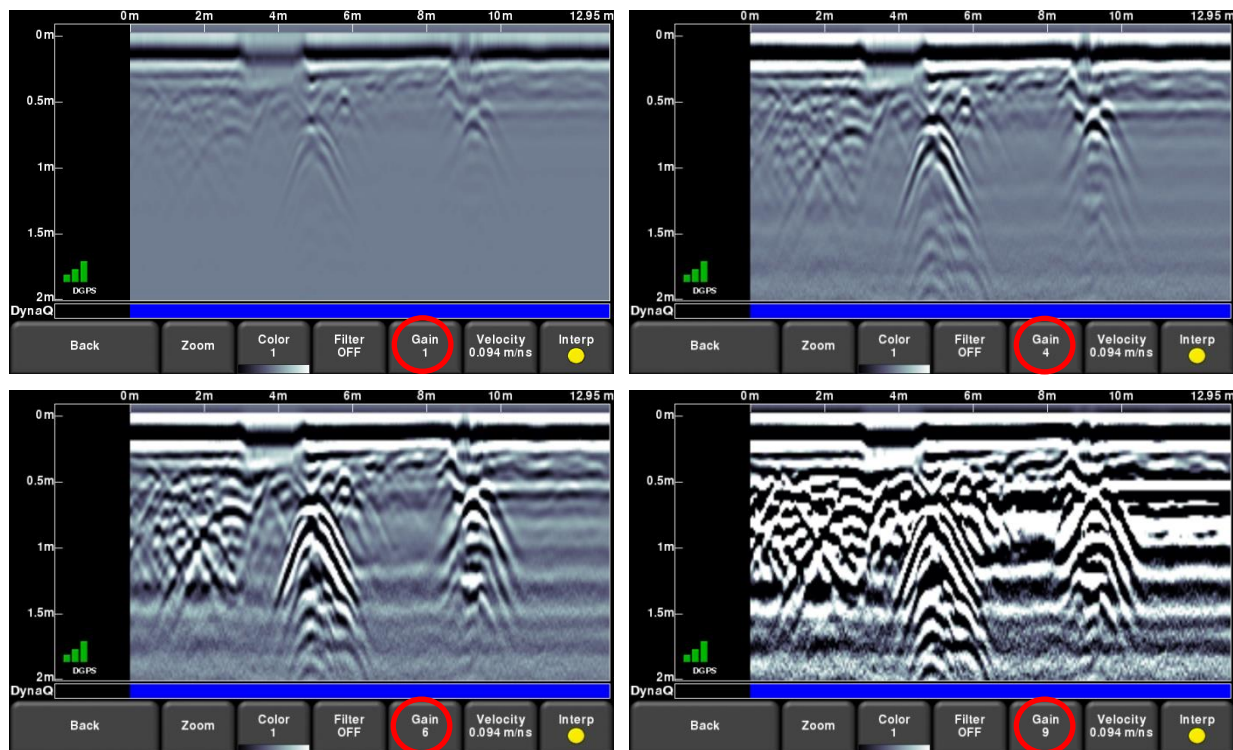 0m 2m 4m 6m 8m 10m 12.95 m
0m
0.5m
1m
1.5m
DGPS
2m
DynaQ
Back
Zoom
Color
1
Filter
OFF
Gain
1
Velocity
0.094 m/ns
Interp
0m 2m 4m 6m 8m 10m 12.95 m
0m
0.5m
1m
1.5m
DGPS
2m
DynaQ
Back
Zoom
Color
1
Filter
OFF
Gain
4
Velocity
0.094 m/ns
Interp
0m 2m 4m 6m 8m 10m 12.95 m
0m
0.5m
1m
1.5m
DGPS
2m
DynaQ
Back
Zoom
Color
1
Filter
OFF
Gain
6
Velocity
0.094 m/ns
Interp
0m 2m 4m 6m 8m 10m 12.95 m
0m
0.5m
1m
1.5m
DGPS
2m
DynaQ
Back
Zoom
Color
1
Filter
OFF
Gain
9
Velocity
0.094 m/ns
Interp